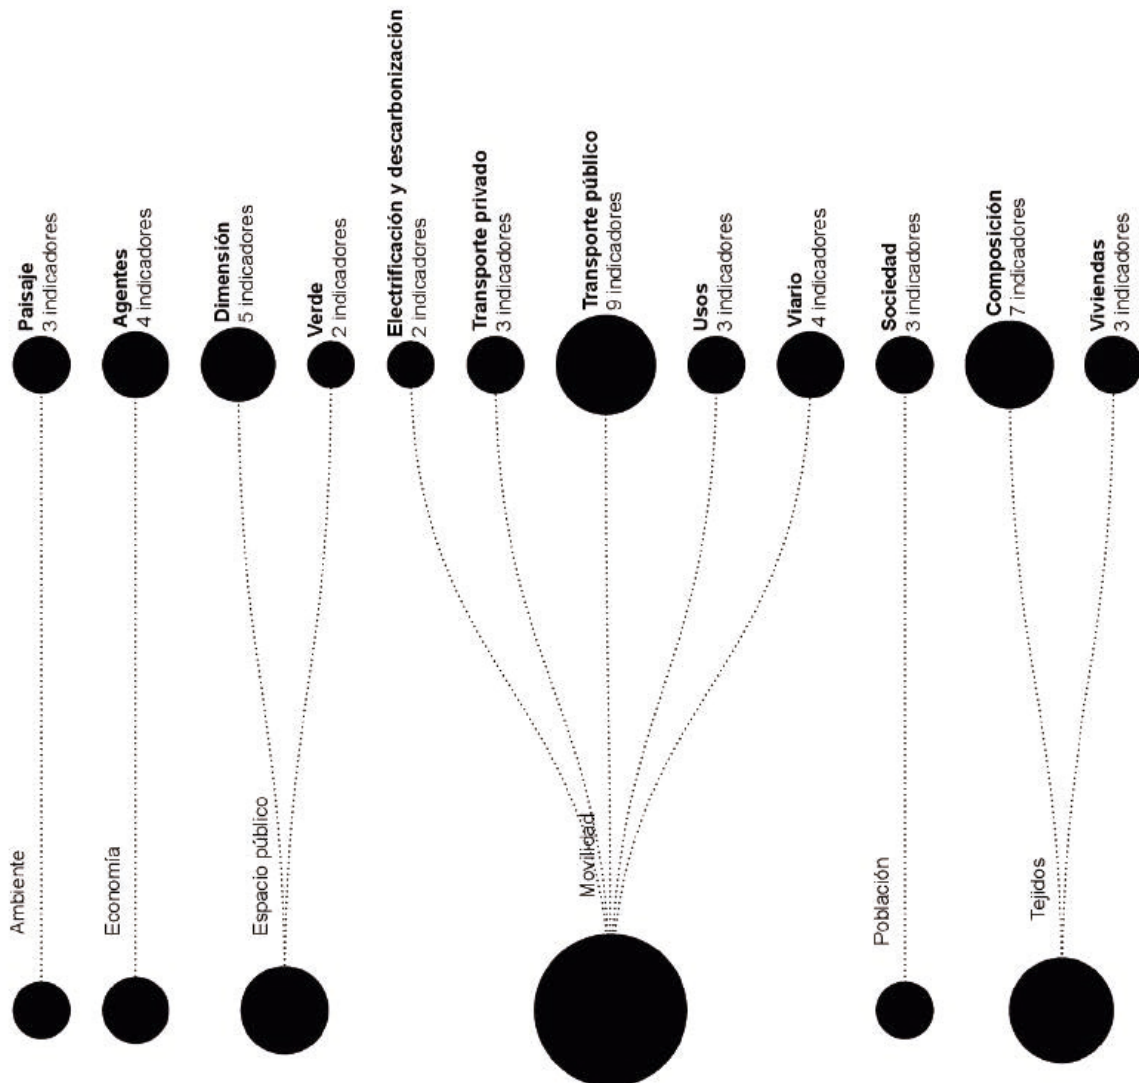 Paisaje
3 indicadores
Agentes
4 indicadores
Dimensión
5 indicadores
Verde
2 indicadores
Electrificación y descarbonización
2 indicadores
Transporte privado
3 indicadores
Transporte público
9 indicadores
Usos
3 indicadores
Viario
4 indicadores
Sociedad
3 indicadores
Composición
7 indicadores
Viviendas
3 indicadores
Ambiente
Economía
Espacio público
Movilidad
Población
Tejidos